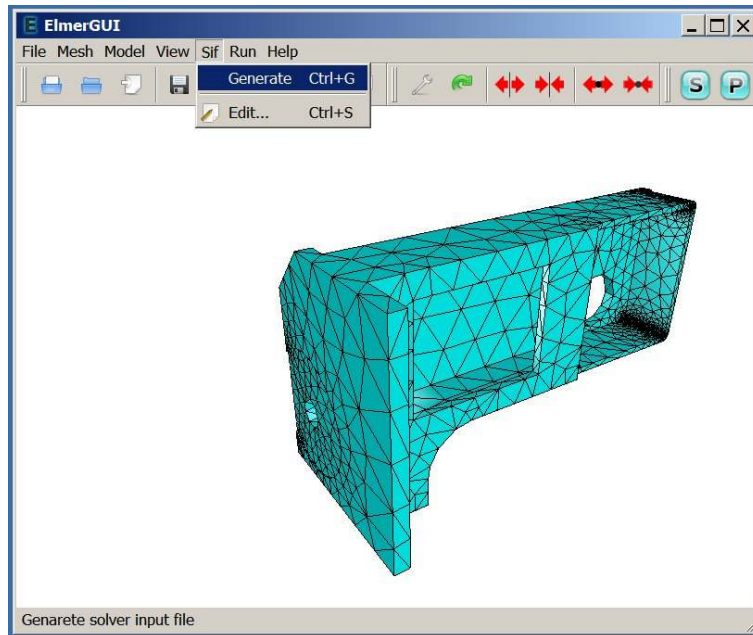 ElmerGUI
File Mesh Model View Sif Run Help
Generate Ctrl+G
S P
Edit... Ctrl+S
Genarete solver input file